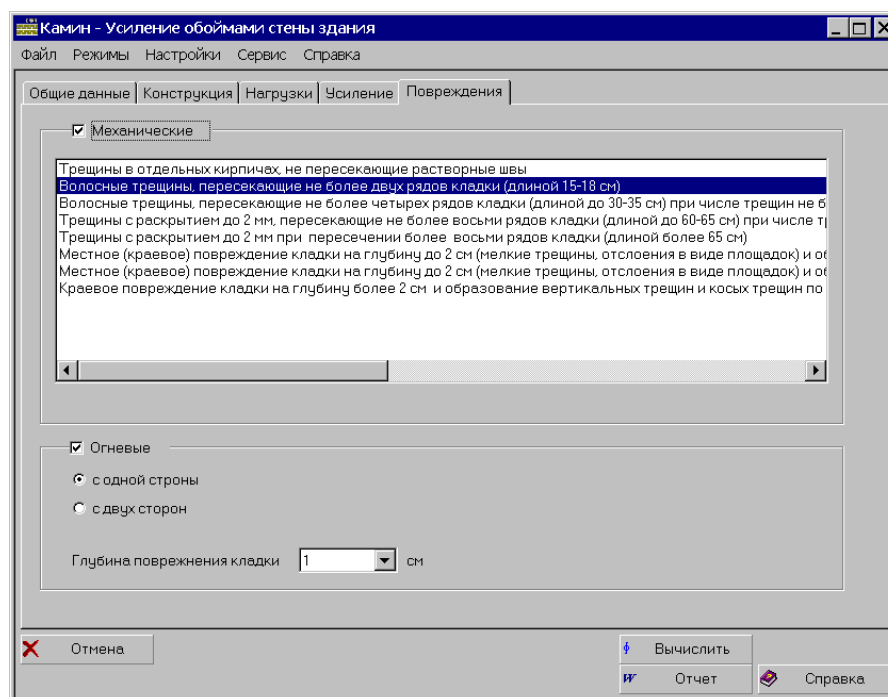 Камин - Усиление обоймами стены здания
Файл Режимы Настройки Сервис Справка
Общие данные Конструкция Нагрузки Усиление Повреждения
Механические
Трещины в отдельных кирпичах, не пересекающие растворные швы
Волосные трещины, пересекающие не более двух рядов кладки (длиной 15-18 см)
Волосные трещины, пересекающие не более четырех рядов кладки (длиной до 30-35 см) при числе трещин не б
Трещины с раскрытием до 2 мм, пересекающие не более восьми рядов кладки (длиной до 60-65 см) при числе т
Трещины с раскрытием до 2 мм при пересечении более восьми рядов кладки (длиной более 65 см)
Местное (краевое) повреждение кладки на глубину до 2 см (мелкие трещины, отслоения в виде площадок) и об
Местное (краевое) повреждение кладки на глубину до 2 см (мелкие трещины, отслоения в виде площадок) и об
Краевое повреждение кладки на глубину более 2 см и образование вертикальных трещин и косых трещин по
Огневые
с одной строны
с двух сторон
Глубина поврежнения кладки 1 см
Отмена Вычислить
W Отчет Справка